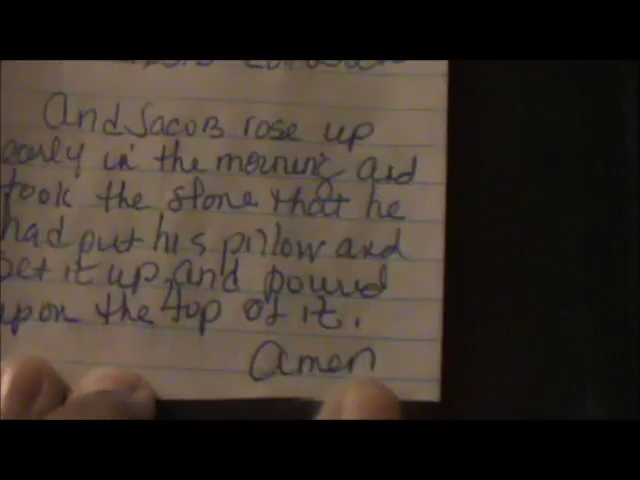 And Jacob rose up
early in the morning and
took the stone that he
had put his pillow and
set it up, and pound
upon the top of it.
Amen